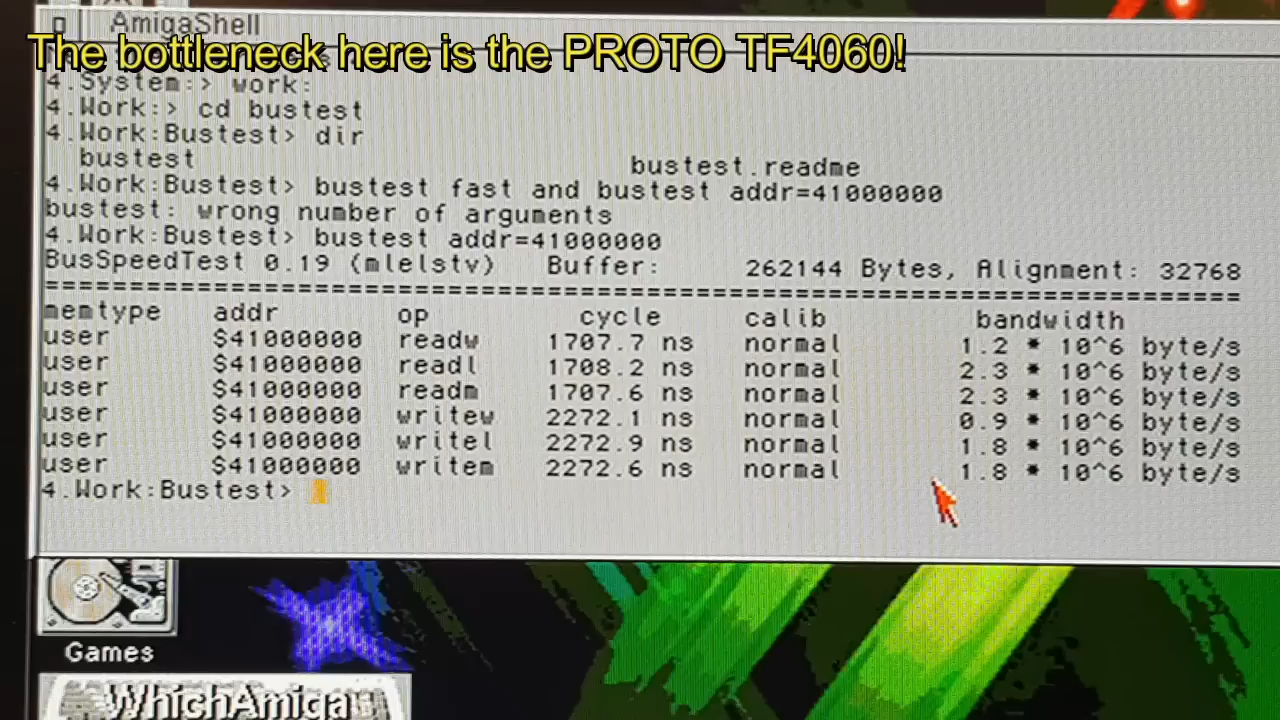 AmigaShell
The bottleneck here is the PROTO TF4060!
4.System:> work:
4.Work:> cd bustest
4.Work:Bustest> dir
bustest bustest.readme
4.Work:Bustest> bustest fast and bustest addr=41000000
bustest: wrong number of arguments
4.Work:Bustest> bustest addr=41000000
BusSpeedTest 0.19 (mlelstv) Buffer: 262144 Bytes, Alignment: 32768
========================================================================
memtype addr op cycle calib bandwidth
user $41000000 readw 1707.7 ns normal 1.2 * 10^6 byte/s
user $41000000 readl 1708.2 ns normal 2.3 * 10^6 byte/s
user $41000000 readm 1707.6 ns normal 2.3 * 10^6 byte/s
user $41000000 writew 2272.1 ns normal 0.9 * 10^6 byte/s
user $41000000 writel 2272.9 ns normal 1.8 * 10^6 byte/s
user $41000000 writem 2272.6 ns normal 1.8 * 10^6 byte/s
4.Work:Bustest>
Games
WhichAmiga